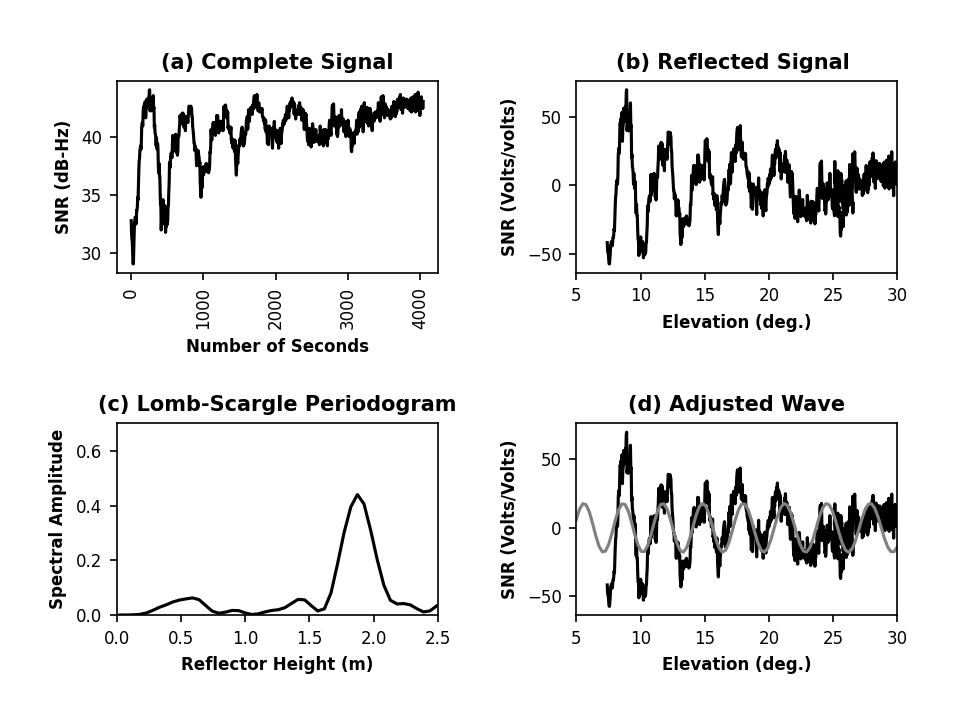 (a) Complete Signal
SNR (dB-Hz)
40
35
30
0
1000
2000
3000
4000
Number of Seconds
(b) Reflected Signal
SNR (Volts/volts)
50
0
−50
5 10 15 20 25 30
Elevation (deg.)
(c) Lomb-Scargle Periodogram
Spectral Amplitude
0.6
0.4
0.2
0.0
0.0 0.5 1.0 1.5 2.0 2.5
Reflector Height (m)
(d) Adjusted Wave
SNR (Volts/Volts)
50
0
−50
5 10 15 20 25 30
Elevation (deg.)